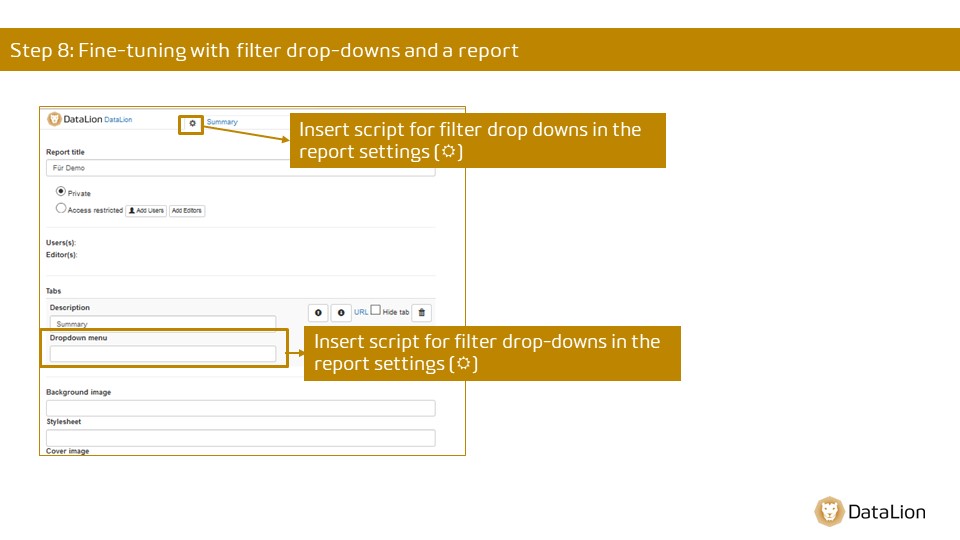 Step 8: Fine-tuning with filter drop-downs and a report
DataLion DataLion
Summary
Insert script for filter drop downs in the
report settings (⚙)
Report title
Für Demo
Private
Access restricted Add Users Add Editors
Users(s):
Editor(s):
Tabs
Description
URL Hide tab
Summary
Dropdown menu
Insert script for filter drop-downs in the
report settings (⚙)
Background image
Stylesheet
Cover image
DataLion